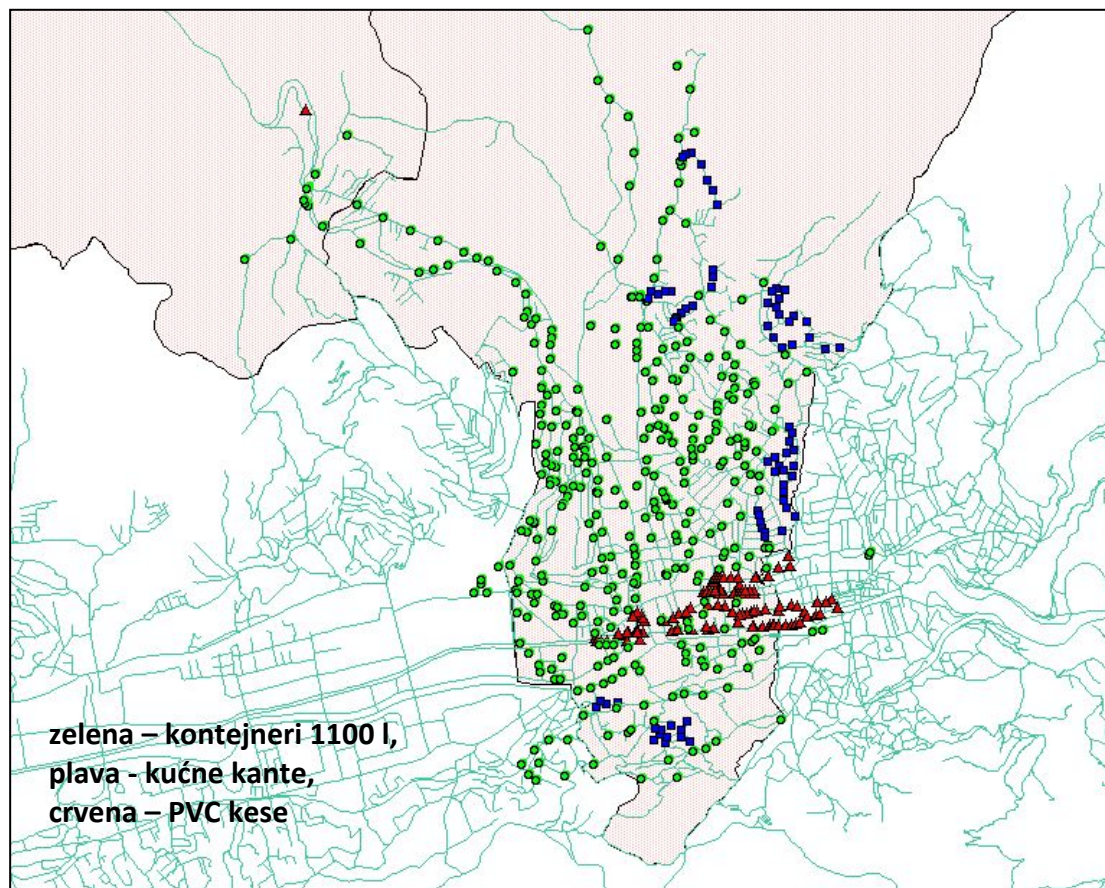 zelena – kontejneri 1100 l,
plava - kućne kante,
crvena – PVC kese